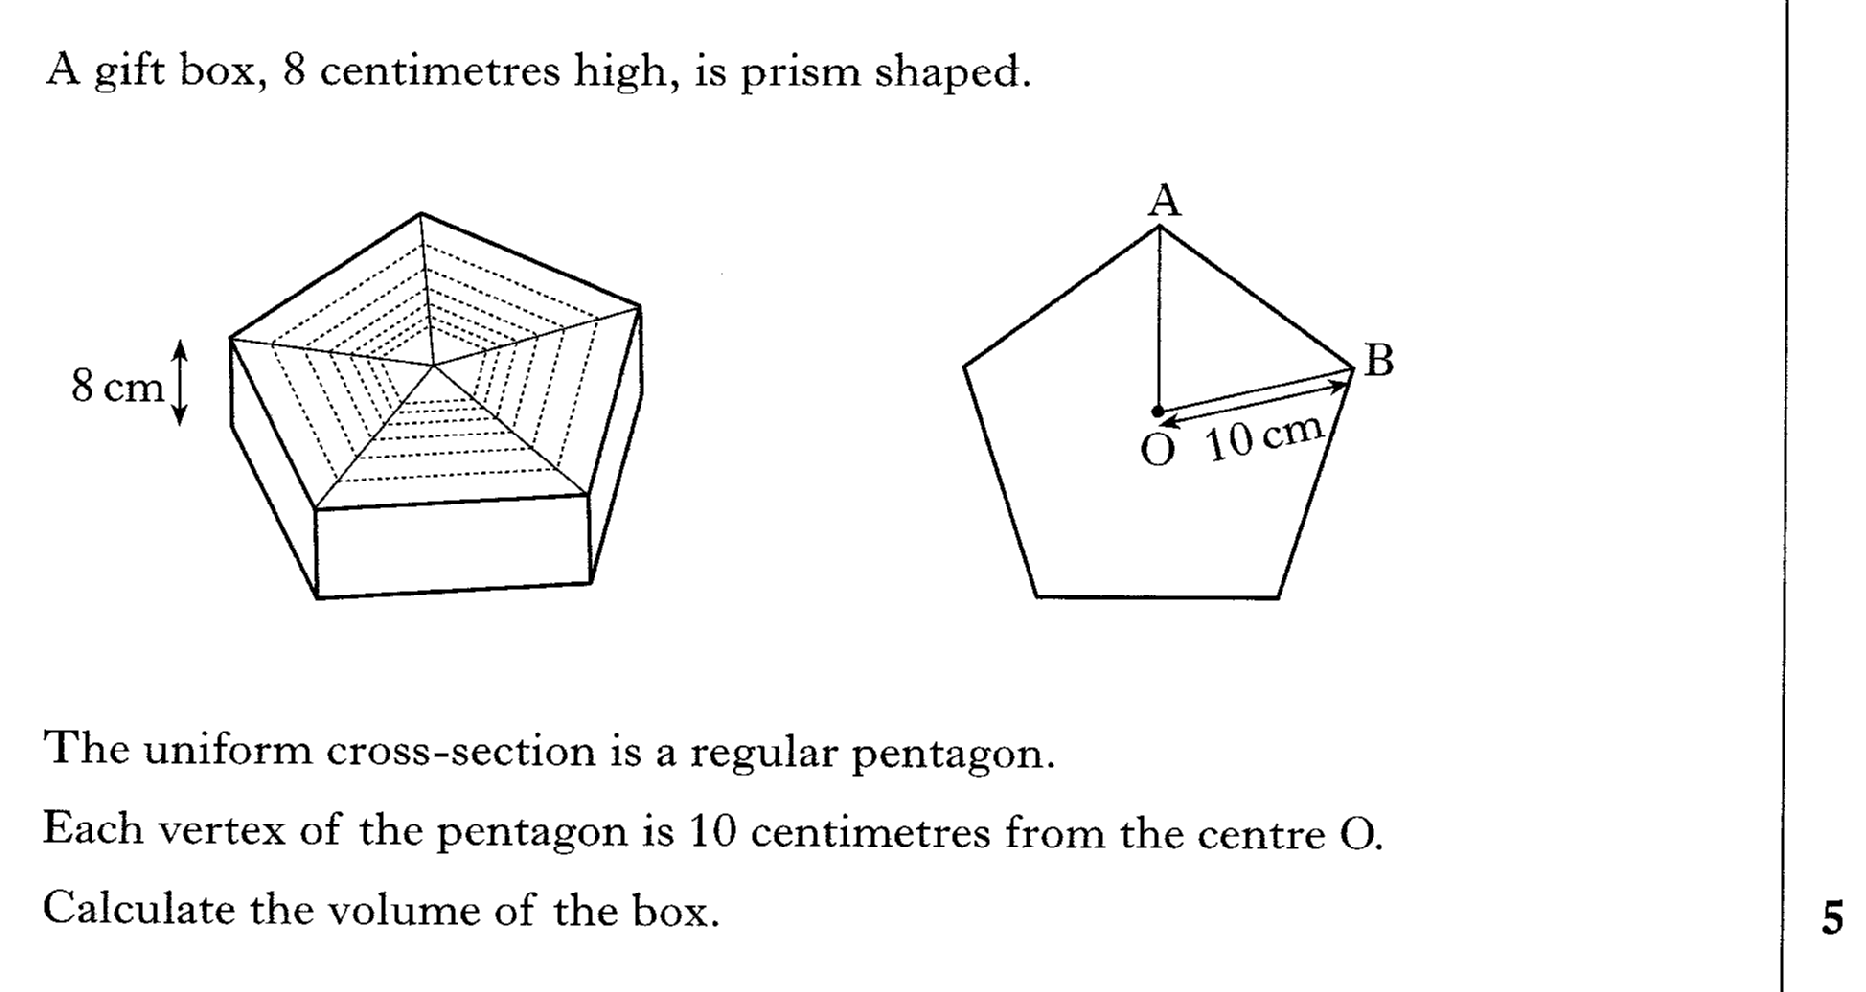 A gift box, 8 centimetres high, is prism shaped.
8 cm
A
B
O
10 cm
The uniform cross-section is a regular pentagon.
Each vertex of the pentagon is 10 centimetres from the centre O.
Calculate the volume of the box.
5